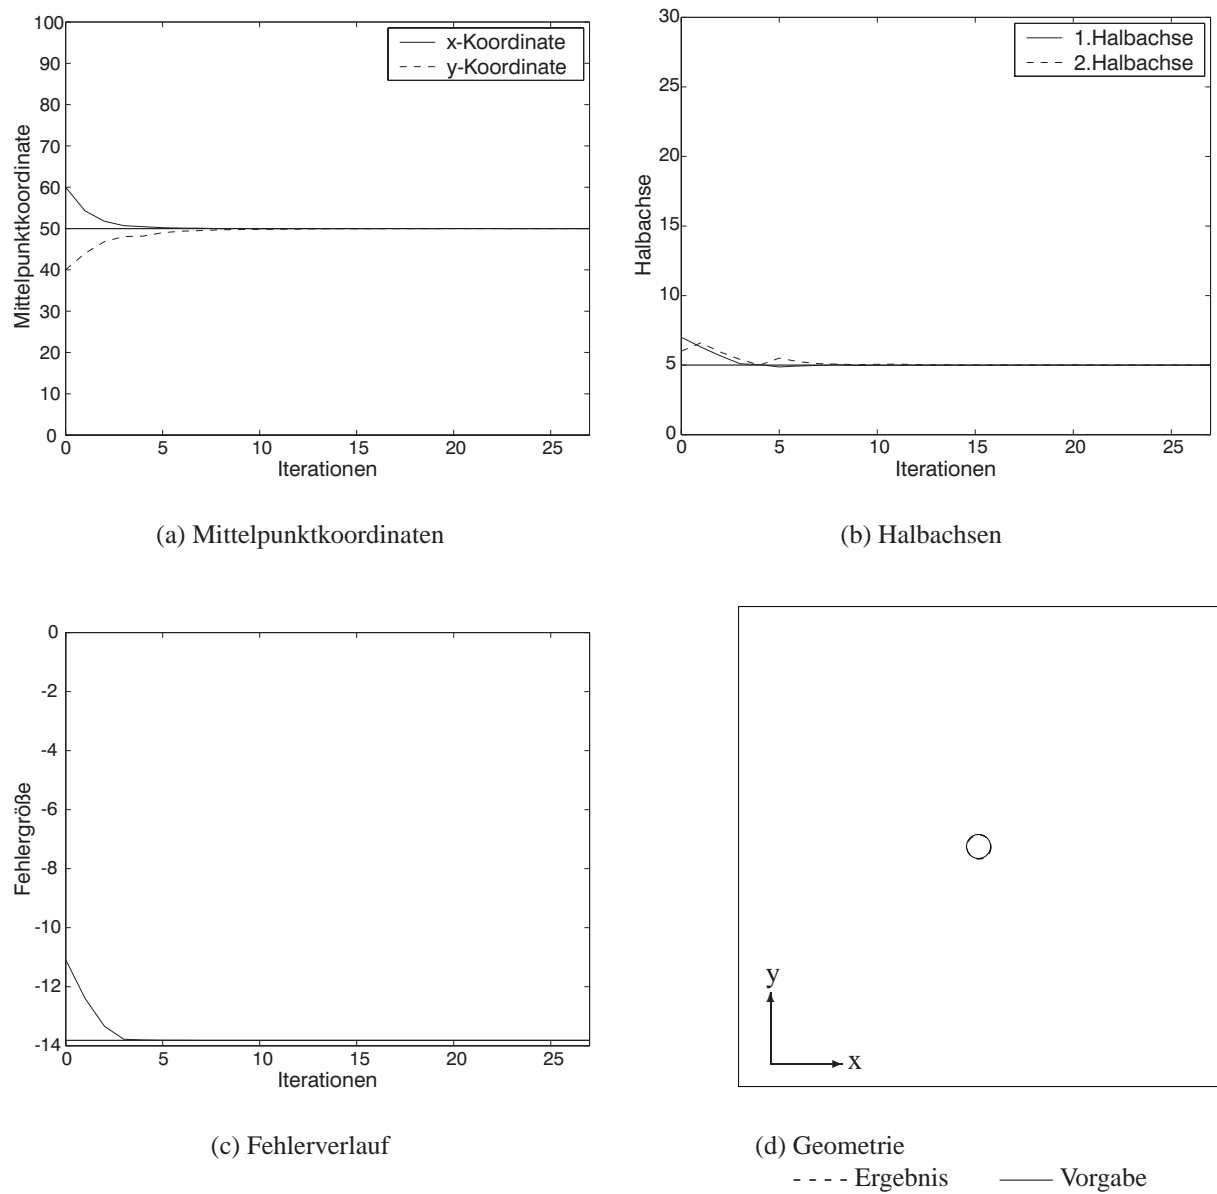 100
90
80
70
60
50
40
30
20
10
0
Mittelpunktkoordinate
x-Koordinate
y-Koordinate
0 5 10 15 20 25
Iterationen
(a) Mittelpunktkoordinaten
30
25
20
15
10
5
0
Halbachse
1.Halbachse
2.Halbachse
0 5 10 15 20 25
Iterationen
(b) Halbachsen
0
-2
-4
-6
-8
-10
-12
-14
Fehlergröße
0 5 10 15 20 25
Iterationen
(c) Fehlerverlauf
y
x
(d) Geometrie
Ergebnis Vorgabe